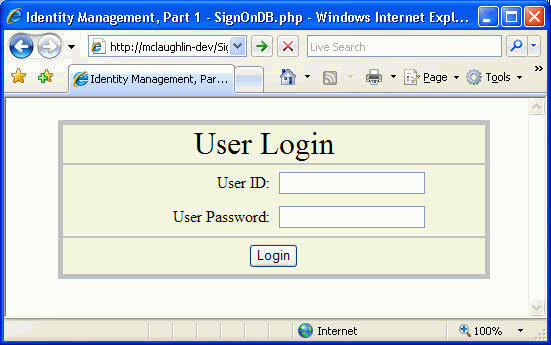 Identity Management, Part 1 - SignOnDB.php - Windows Internet Expl...
http://mclaughlin-dev/Sig
Live Search
Identity Management, Par...
Page
Tools
»
User Login
User ID:
User Password:
Login
Internet
100%